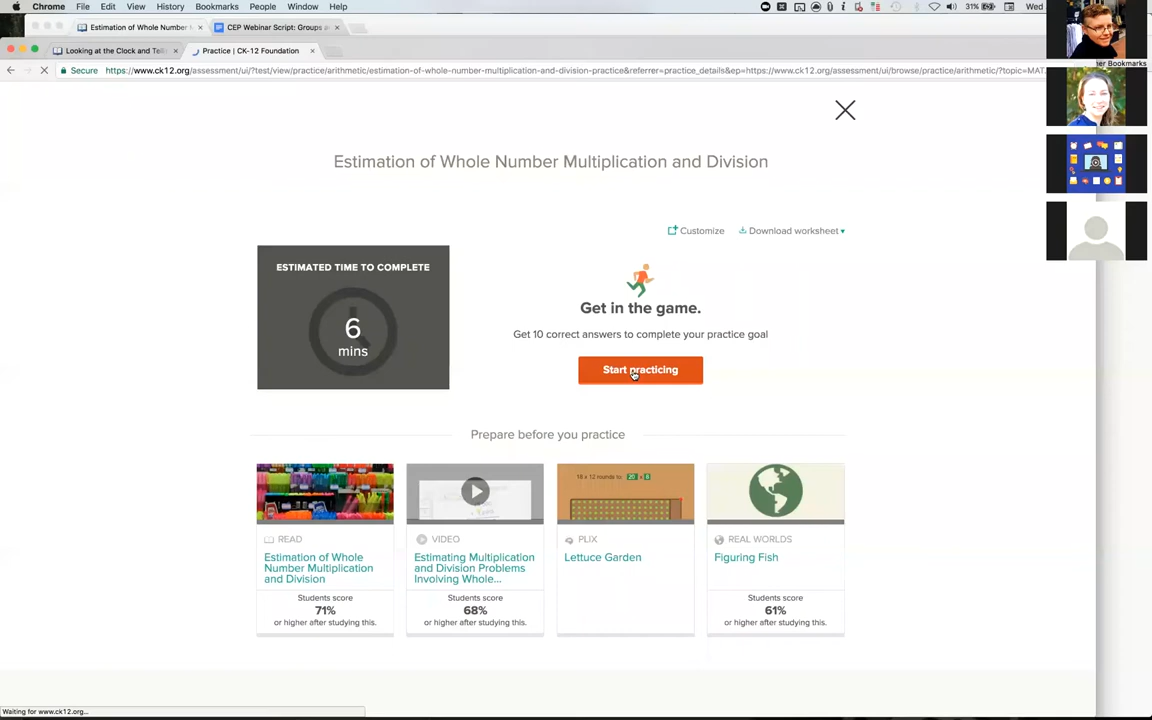 Chrome File Edit View History Bookmarks People Window Help 31% Wed
Estimation of Whole Number CEP Webinar Script: Groups
Looking at the Clock and Practice | CK-12 Foundation
er Bookmarks
Secure https://www.ck12.org/assessment/ui/?test/view/practice/arithmetic/estimation-of-whole-number-multiplication-and-division-practice&referrer=practice_details&ep=https://www.ck12.org/assessment/ui/browse/practice/arithmetic/?topic=MAT.
Estimation of Whole Number Multiplication and Division
Customize Download worksheet
ESTIMATED TIME TO COMPLETE
6
mins
Get in the game.
Get 10 correct answers to complete your practice goal
Start practicing
Prepare before you practice
18 x 12 rounds to: 20 x
READ
Estimation of Whole
Number Multiplication
and Division
Students score
71%
or higher after studying this.
VIDEO
Estimating Multiplication
and Division Problems
Involving Whole...
Students score
68%
or higher after studying this.
PLIX
Lettuce Garden
REAL WORLDS
Figuring Fish
Students score
61%
or higher after studying this.
Waiting for www.ck12.org...